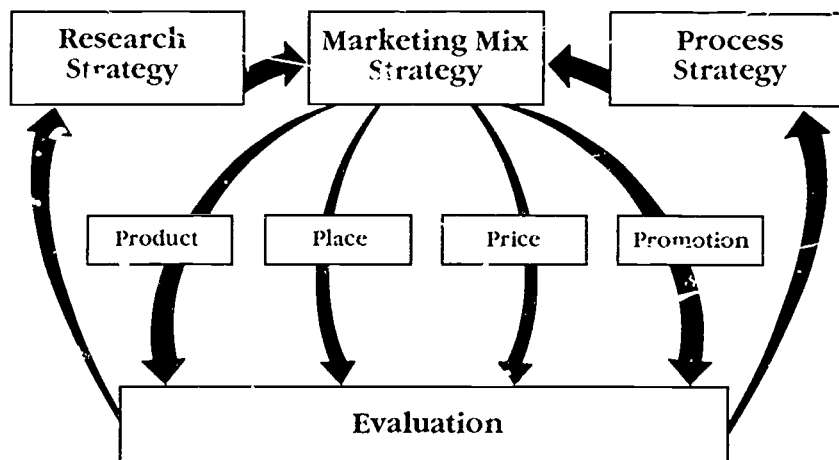 Research
Strategy
Marketing Mix
Strategy
Process
Strategy
Product
Place
Price
Promotion
Evaluation